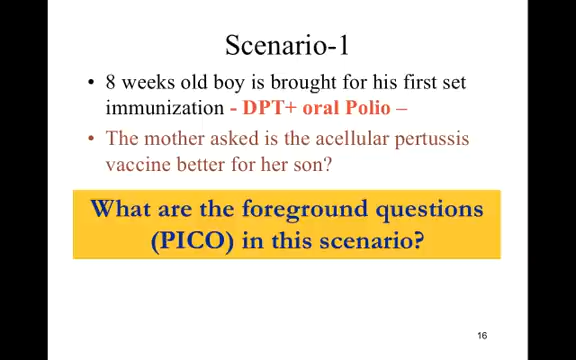 Scenario-1
• 8 weeks old boy is brought for his first set
immunization - DPT+ oral Polio –
• The mother asked is the acellular pertussis
vaccine better for her son?
What are the foreground questions
(PICO) in this scenario?
16